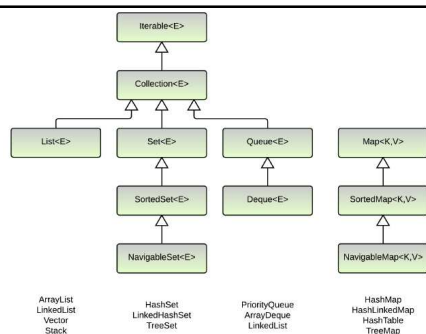 Iterable<E>
Collection<E>
List<E>
Set<E>
Queue<E>
Map<K,V>
SortedSet<E>
Deque<E>
SortedMap<K,V>
NavigableSet<E>
NavigableMap<K,V>
ArrayList
LinkedList
Vector
Stack
HashSet
LinkedHashSet
TreeSet
PriorityQueue
ArrayDeque
LinkedList
HashMap
HashLinkedMap
HashTable
TreeMap